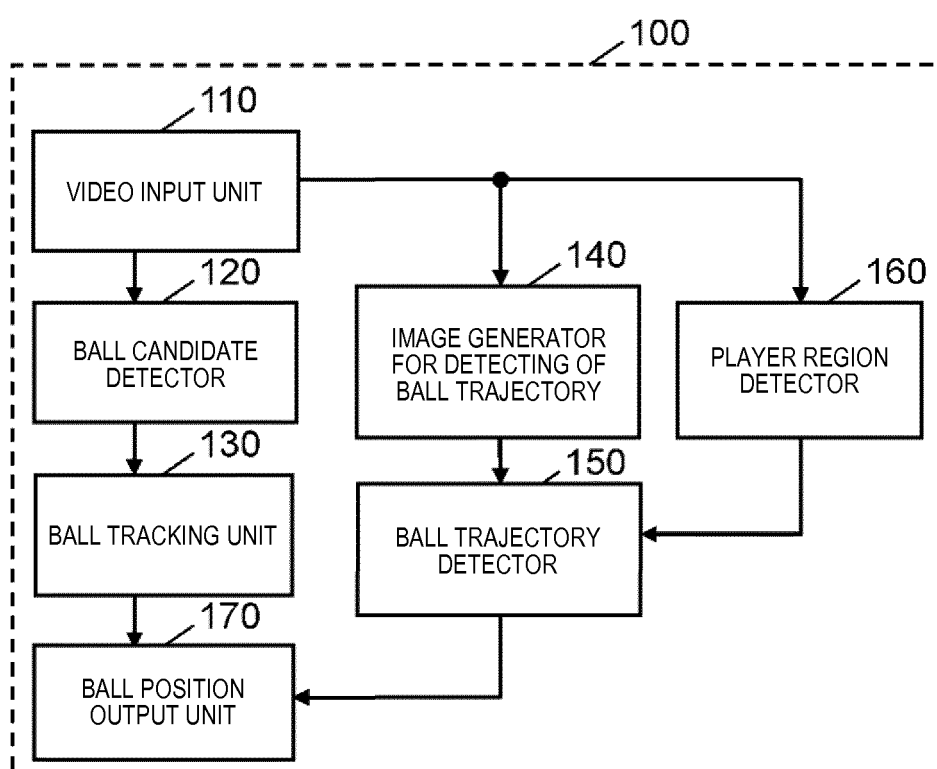 100
110
VIDEO INPUT UNIT
120
BALL CANDIDATE
DETECTOR
130
BALL TRACKING UNIT
170
BALL POSITION
OUTPUT UNIT
140
IMAGE GENERATOR
FOR DETECTING OF
BALL TRAJECTORY
150
BALL TRAJECTORY
DETECTOR
160
PLAYER REGION
DETECTOR